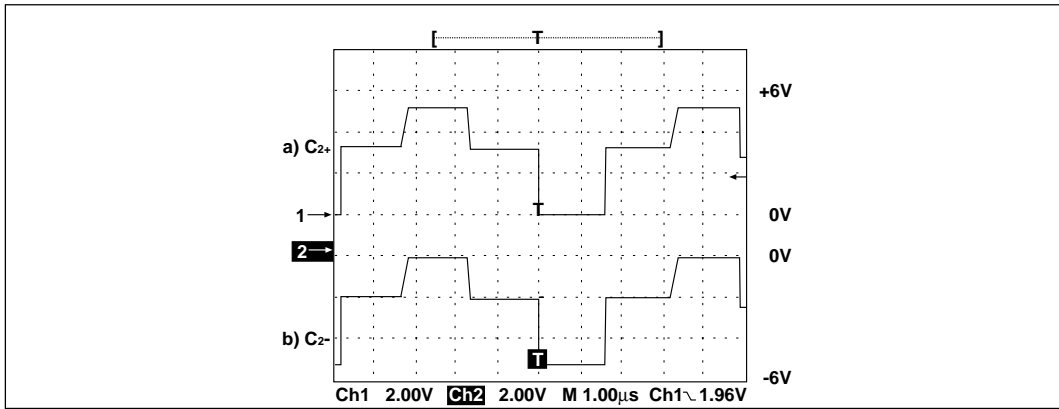 [ T ]
+6V
a) C2+
T
1
0V
2
0V
b) C2-
T
-6V
Ch1 2.00V Ch2 2.00V M 1.00µs Ch1 1.96V